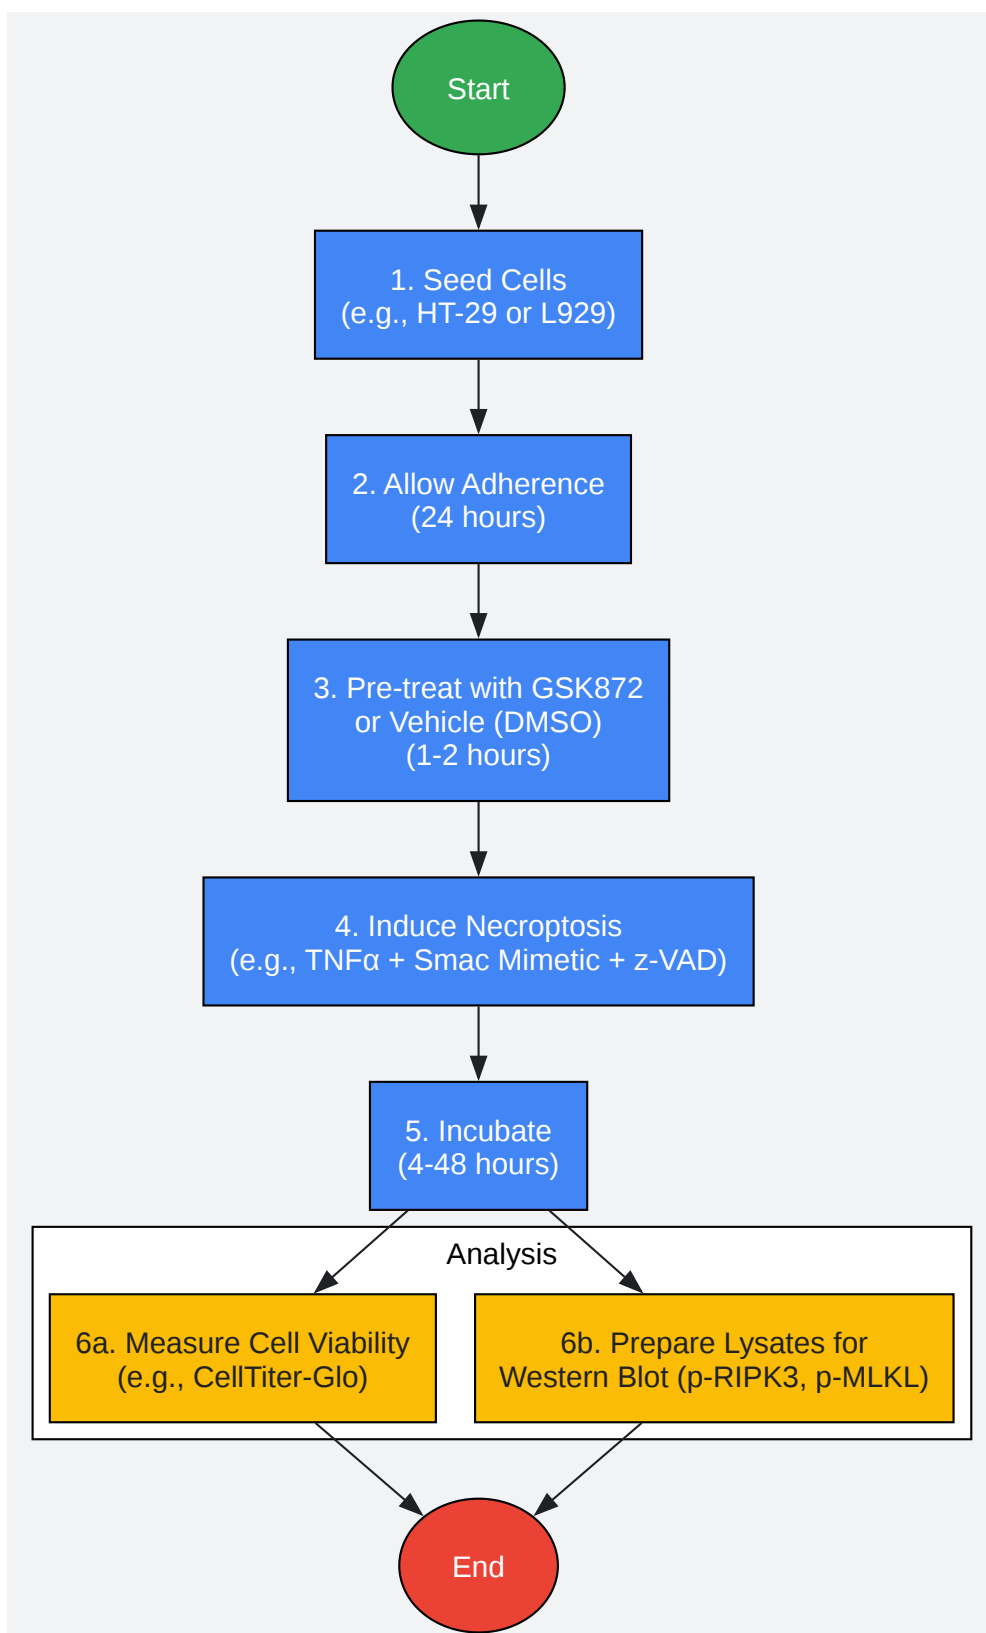 Start
1. Seed Cells
(e.g., HT-29 or L929)
2. Allow Adherence
(24 hours)
3. Pre-treat with GSK872
or Vehicle (DMSO)
(1-2 hours)
4. Induce Necroptosis
(e.g., TNFα + Smac Mimetic + z-VAD)
5. Incubate
(4-48 hours)
Analysis
6a. Measure Cell Viability
(e.g., CellTiter-Glo)
6b. Prepare Lysates for
Western Blot (p-RIPK3, p-MLKL)
End